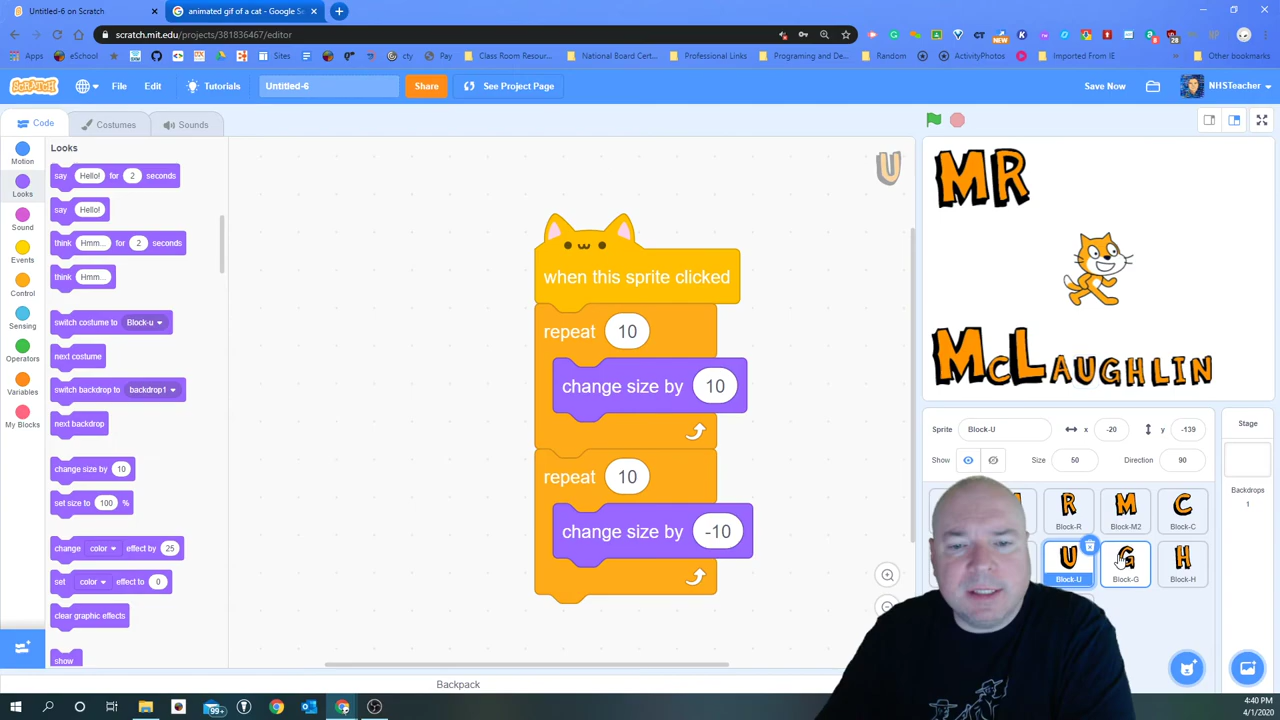 Untitled-6 on Scratch
animated gif of a cat - Google Se
scratch.mit.edu/projects/381836467/editor
Apps
eSchool
Sites
cty
Pay
Class Room Resour...
National Board Cert...
Professional Links
Programing and De...
Random
ActivityPhotos
Imported From IE
Other bookmarks
SCRATCH
File
Edit
Tutorials
Untitled-6
Share
See Project Page
Save Now
NHSTeacher
Code
Costumes
Sounds
Motion
Looks
Sound
Events
Control
Sensing
Operators
Variables
My Blocks
Looks
say Hello! for 2 seconds
say Hello!
think Hmm... for 2 seconds
think Hmm...
switch costume to Block-u
next costume
switch backdrop to backdrop1
next backdrop
change size by 10
set size to 100 %
change color effect by 25
set color effect to 0
clear graphic effects
show
U
when this sprite clicked
repeat 10
change size by 10
repeat 10
change size by -10
MR
McLAUGHLIN
Sprite Block-U x -20 y -139
Show Size 50 Direction 90
Stage
Backdrops
1
R
Block-R
M
Block-M2
C
Block-C
U
Block-U
G
Block-G
H
Block-H
Backpack
99+
4:40 PM
4/1/2020